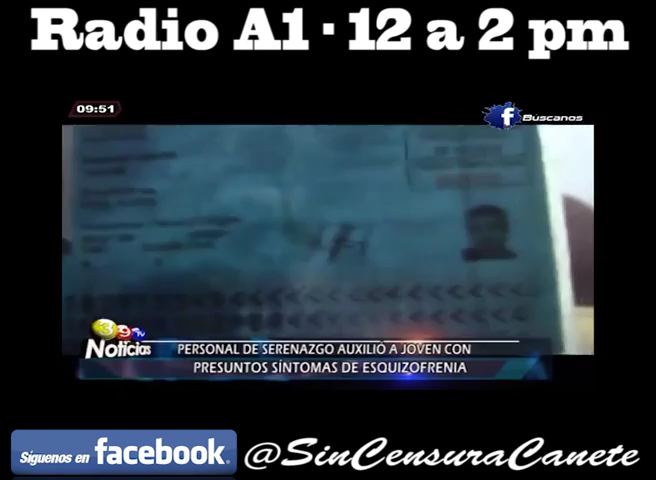 Radio A1 · 12 a 2 pm
09:51
f Búscanos
39 TV
Noticias
PERSONAL DE SERENAZGO AUXILIÓ A JOVEN CON
PRESUNTOS SÍNTOMAS DE ESQUIZOFRENIA
Síguenos en facebook.
@SinCensuraCanete